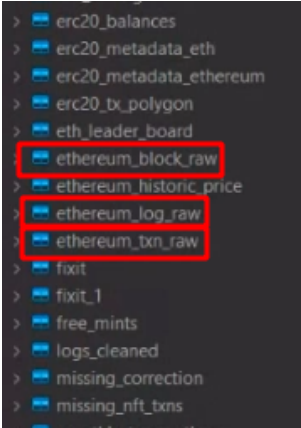 erc20_balances
erc20_metadata_eth
erc20_metadata_ethereum
erc20_tx_polygon
eth_leader_board
ethereum_block_raw
ethereum_historic_price
ethereum_log_raw
ethereum_txn_raw
fixit
fixit_1
free_mints
logs_cleaned
missing_correction
missing_nft_txns